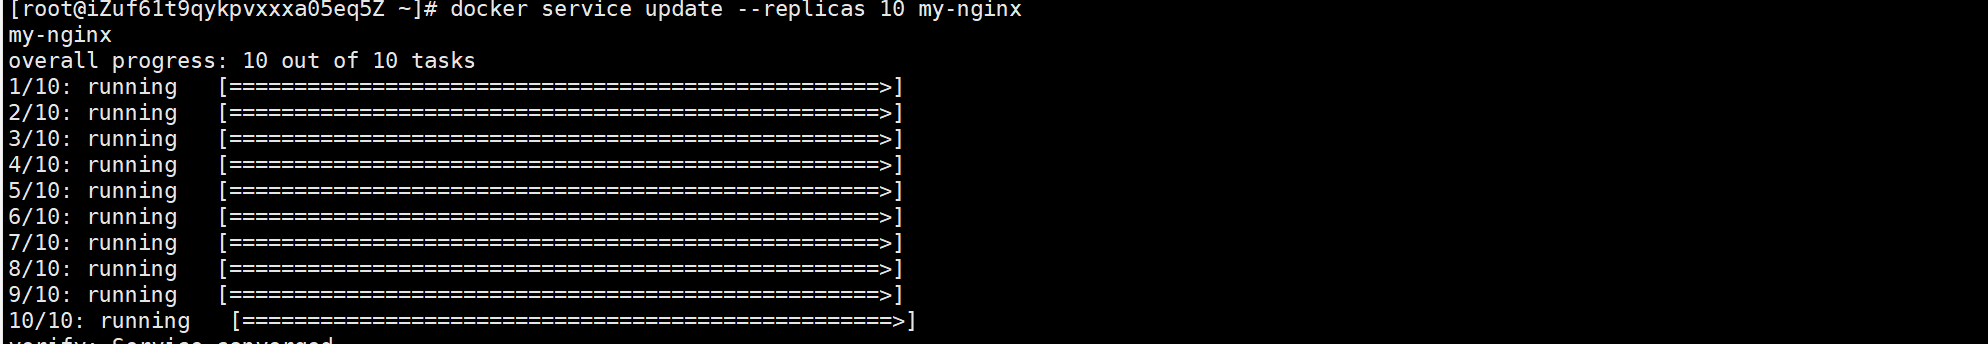 [root@iZuf61t9qykpvxxxa05eq5Z ~]# docker service update --replicas 10 my-nginx
my-nginx
overall progress: 10 out of 10 tasks
1/10: running   [==================================================>]
2/10: running   [==================================================>]
3/10: running   [==================================================>]
4/10: running   [==================================================>]
5/10: running   [==================================================>]
6/10: running   [==================================================>]
7/10: running   [==================================================>]
8/10: running   [==================================================>]
9/10: running   [==================================================>]
10/10: running   [==================================================>]
verify: Service converged